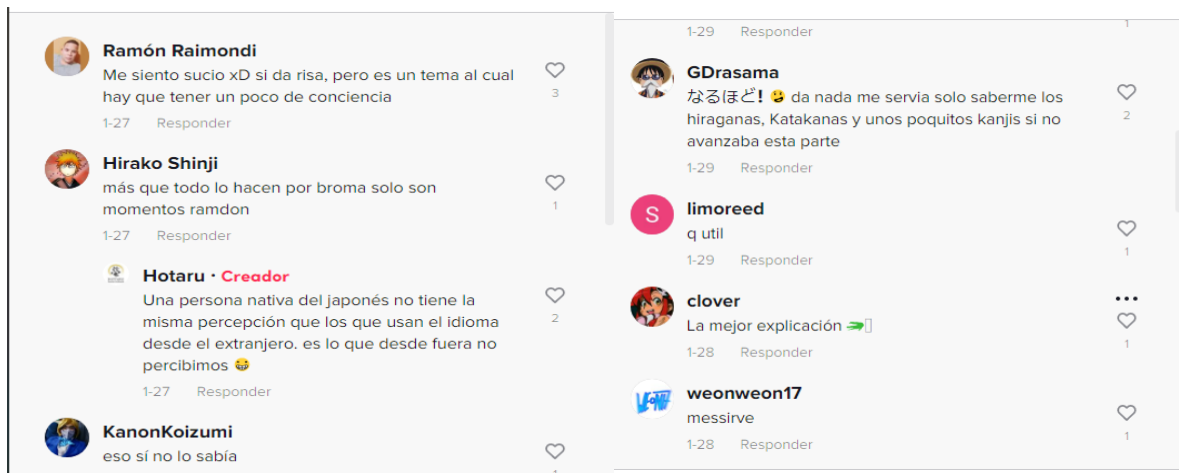 Ramón Raimondi
Me siento sucio xD si da risa, pero es un tema al cual
hay que tener un poco de conciencia
3
1-27 Responder
Hirako Shinji
más que todo lo hacen por broma solo son
momentos ramdon
1
1-27 Responder
Hotaru · Creador
Una persona nativa del japonés no tiene la
misma percepción que los que usan el idioma
desde el extranjero. es lo que desde fuera no
percibimos 😂
2
1-27 Responder
KanonKoizumi
eso sí no lo sabía
1-29 Responder
1
GDrasama
なるほど! 🤪 da nada me servia solo saberme los
hiraganas, Katakanas y unos poquitos kanjis si no
avanzaba esta parte
2
1-29 Responder
S
limoreed
q util
1
1-29 Responder
clover
La mejor explicación
1
1-28 Responder
weonweon17
messirve
1
1-28 Responder